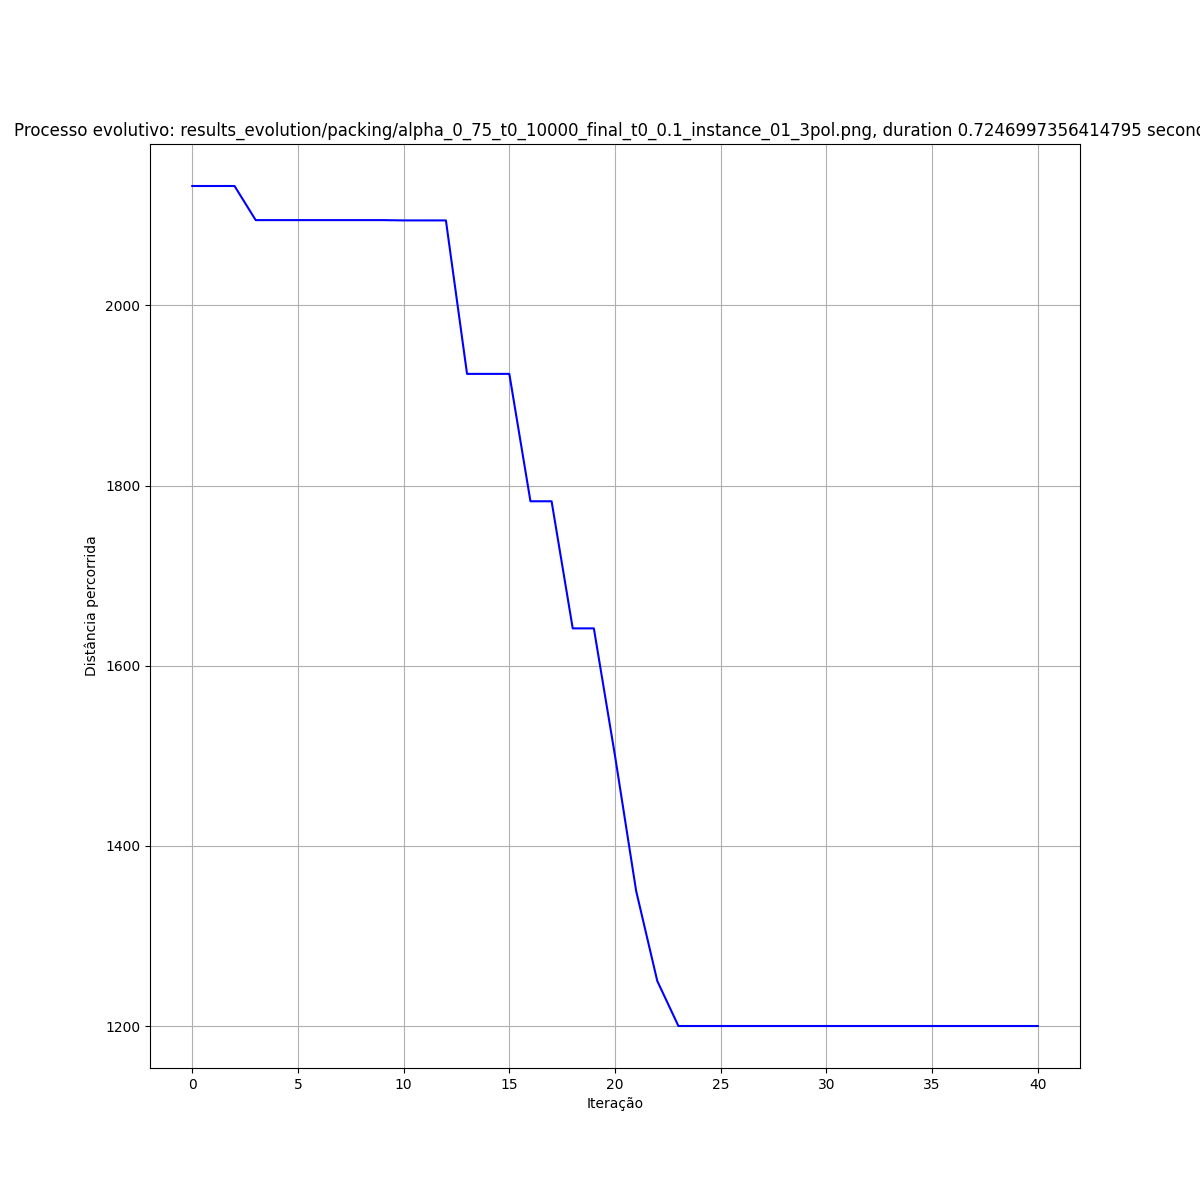 Processo evolutivo: results_evolution/packing/alpha_0_75_t0_10000_final_t0_0.1_instance_01_3pol.png, duration 0.7246997356414795 secon
2000
1800
1600
1400
1200
Distância percorrida
0 5 10 15 20 25 30 35 40
Iteração